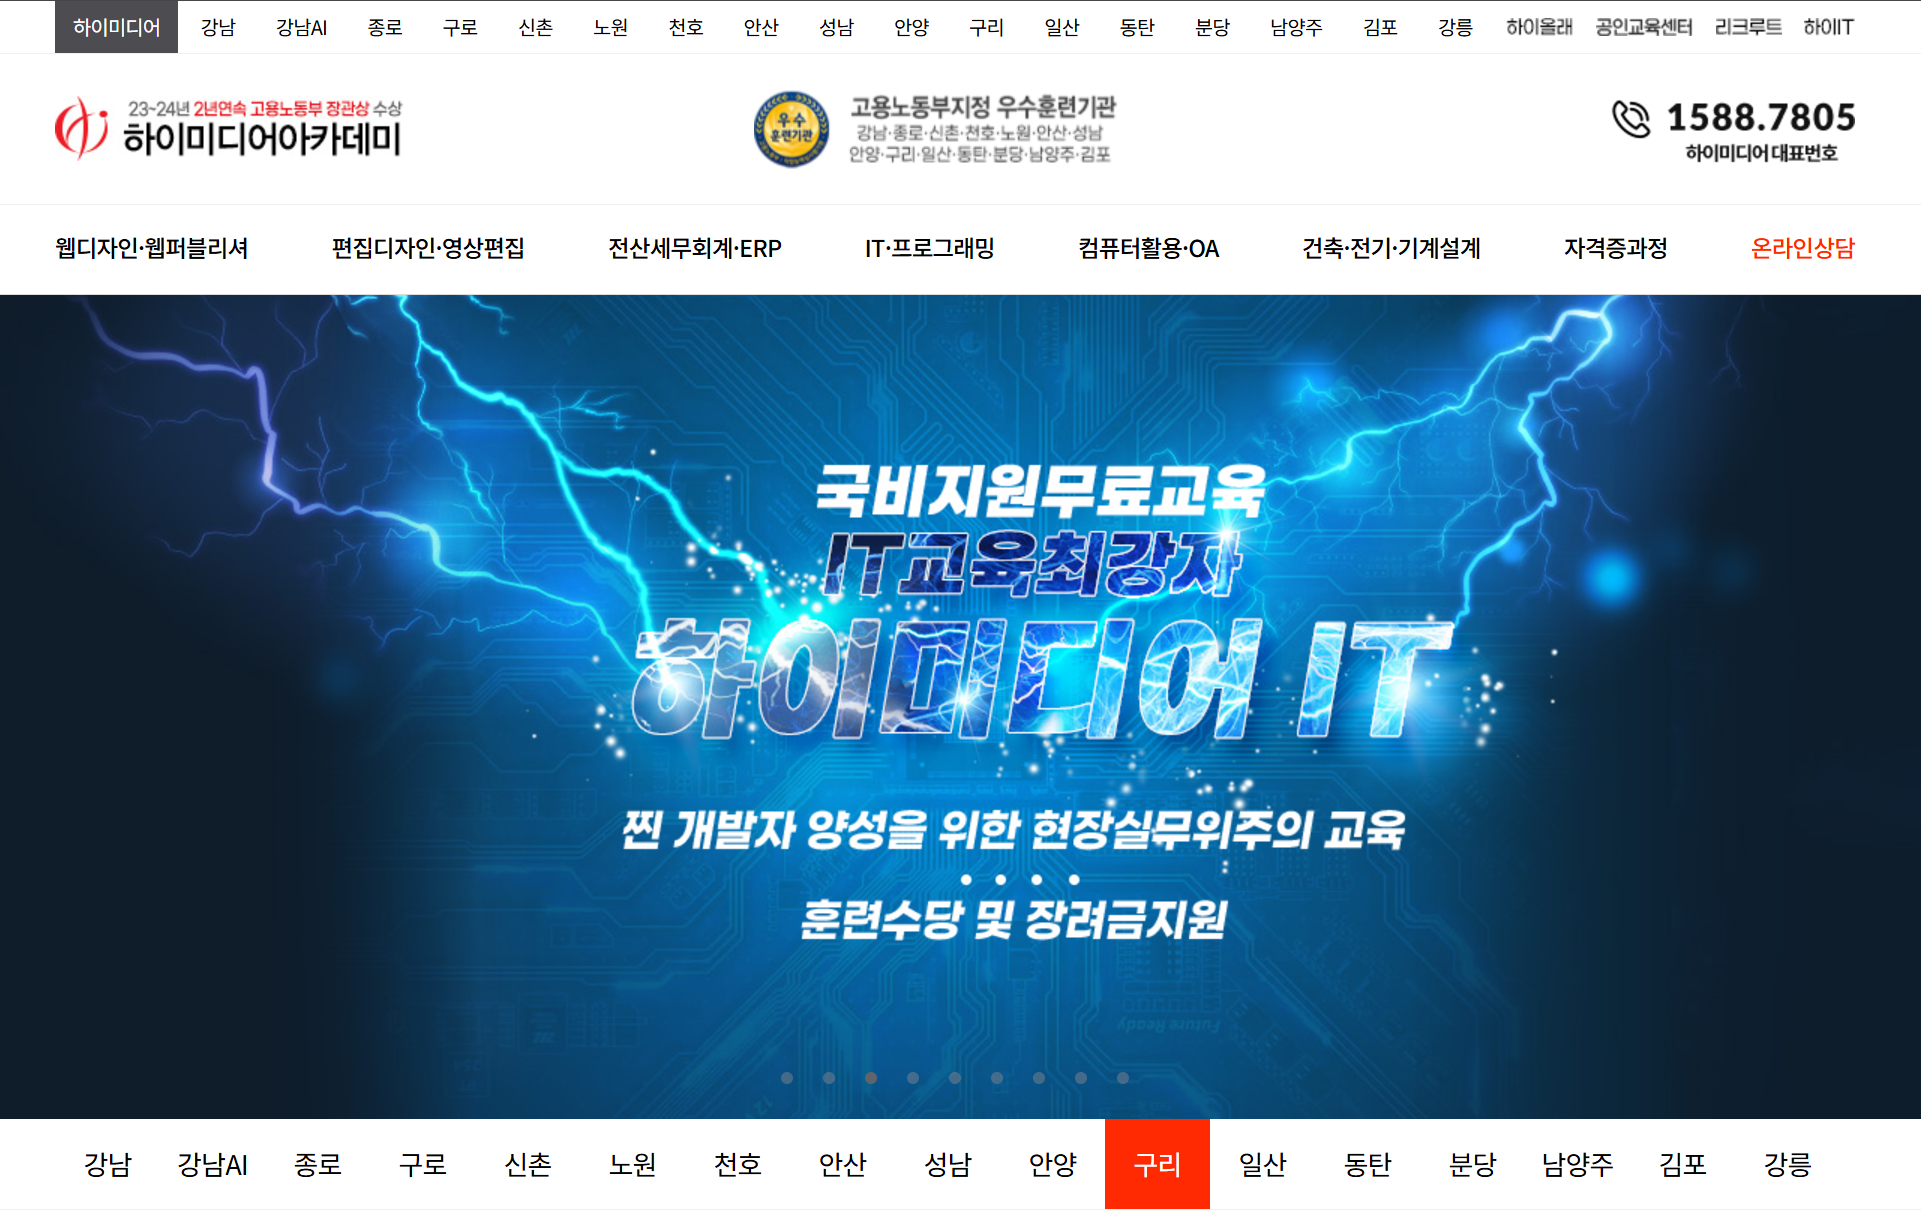 하이미디어 강남 강남AI 종로 구로 신촌 노원 천호 안산 성남 안양 구리 일산 동탄 분당 남양주 김포 강릉 하이올래 공인교육센터 리크루트 하이IT
23~24년 2년연속 고용노동부 장관상 수상
하이미디어아카데미
우수
훈련기관
고용노동부지정 우수훈련기관
강남·종로·신촌·천호·노원·안산·성남
안양·구리·일산·동탄·분당·남양주·김포
1588.7805
하이미디어 대표번호
웹디자인·웹퍼블리셔 편집디자인·영상편집 전산세무회계·ERP IT·프로그래밍 컴퓨터활용·OA 건축·전기·기계설계 자격증과정 온라인상담
국비지원무료교육
IT교육최강자
하이미디어 IT
찐 개발자 양성을 위한 현장실무위주의 교육
훈련수당 및 장려금지원
Future Ready
강남 강남AI 종로 구로 신촌 노원 천호 안산 성남 안양 구리 일산 동탄 분당 남양주 김포 강릉